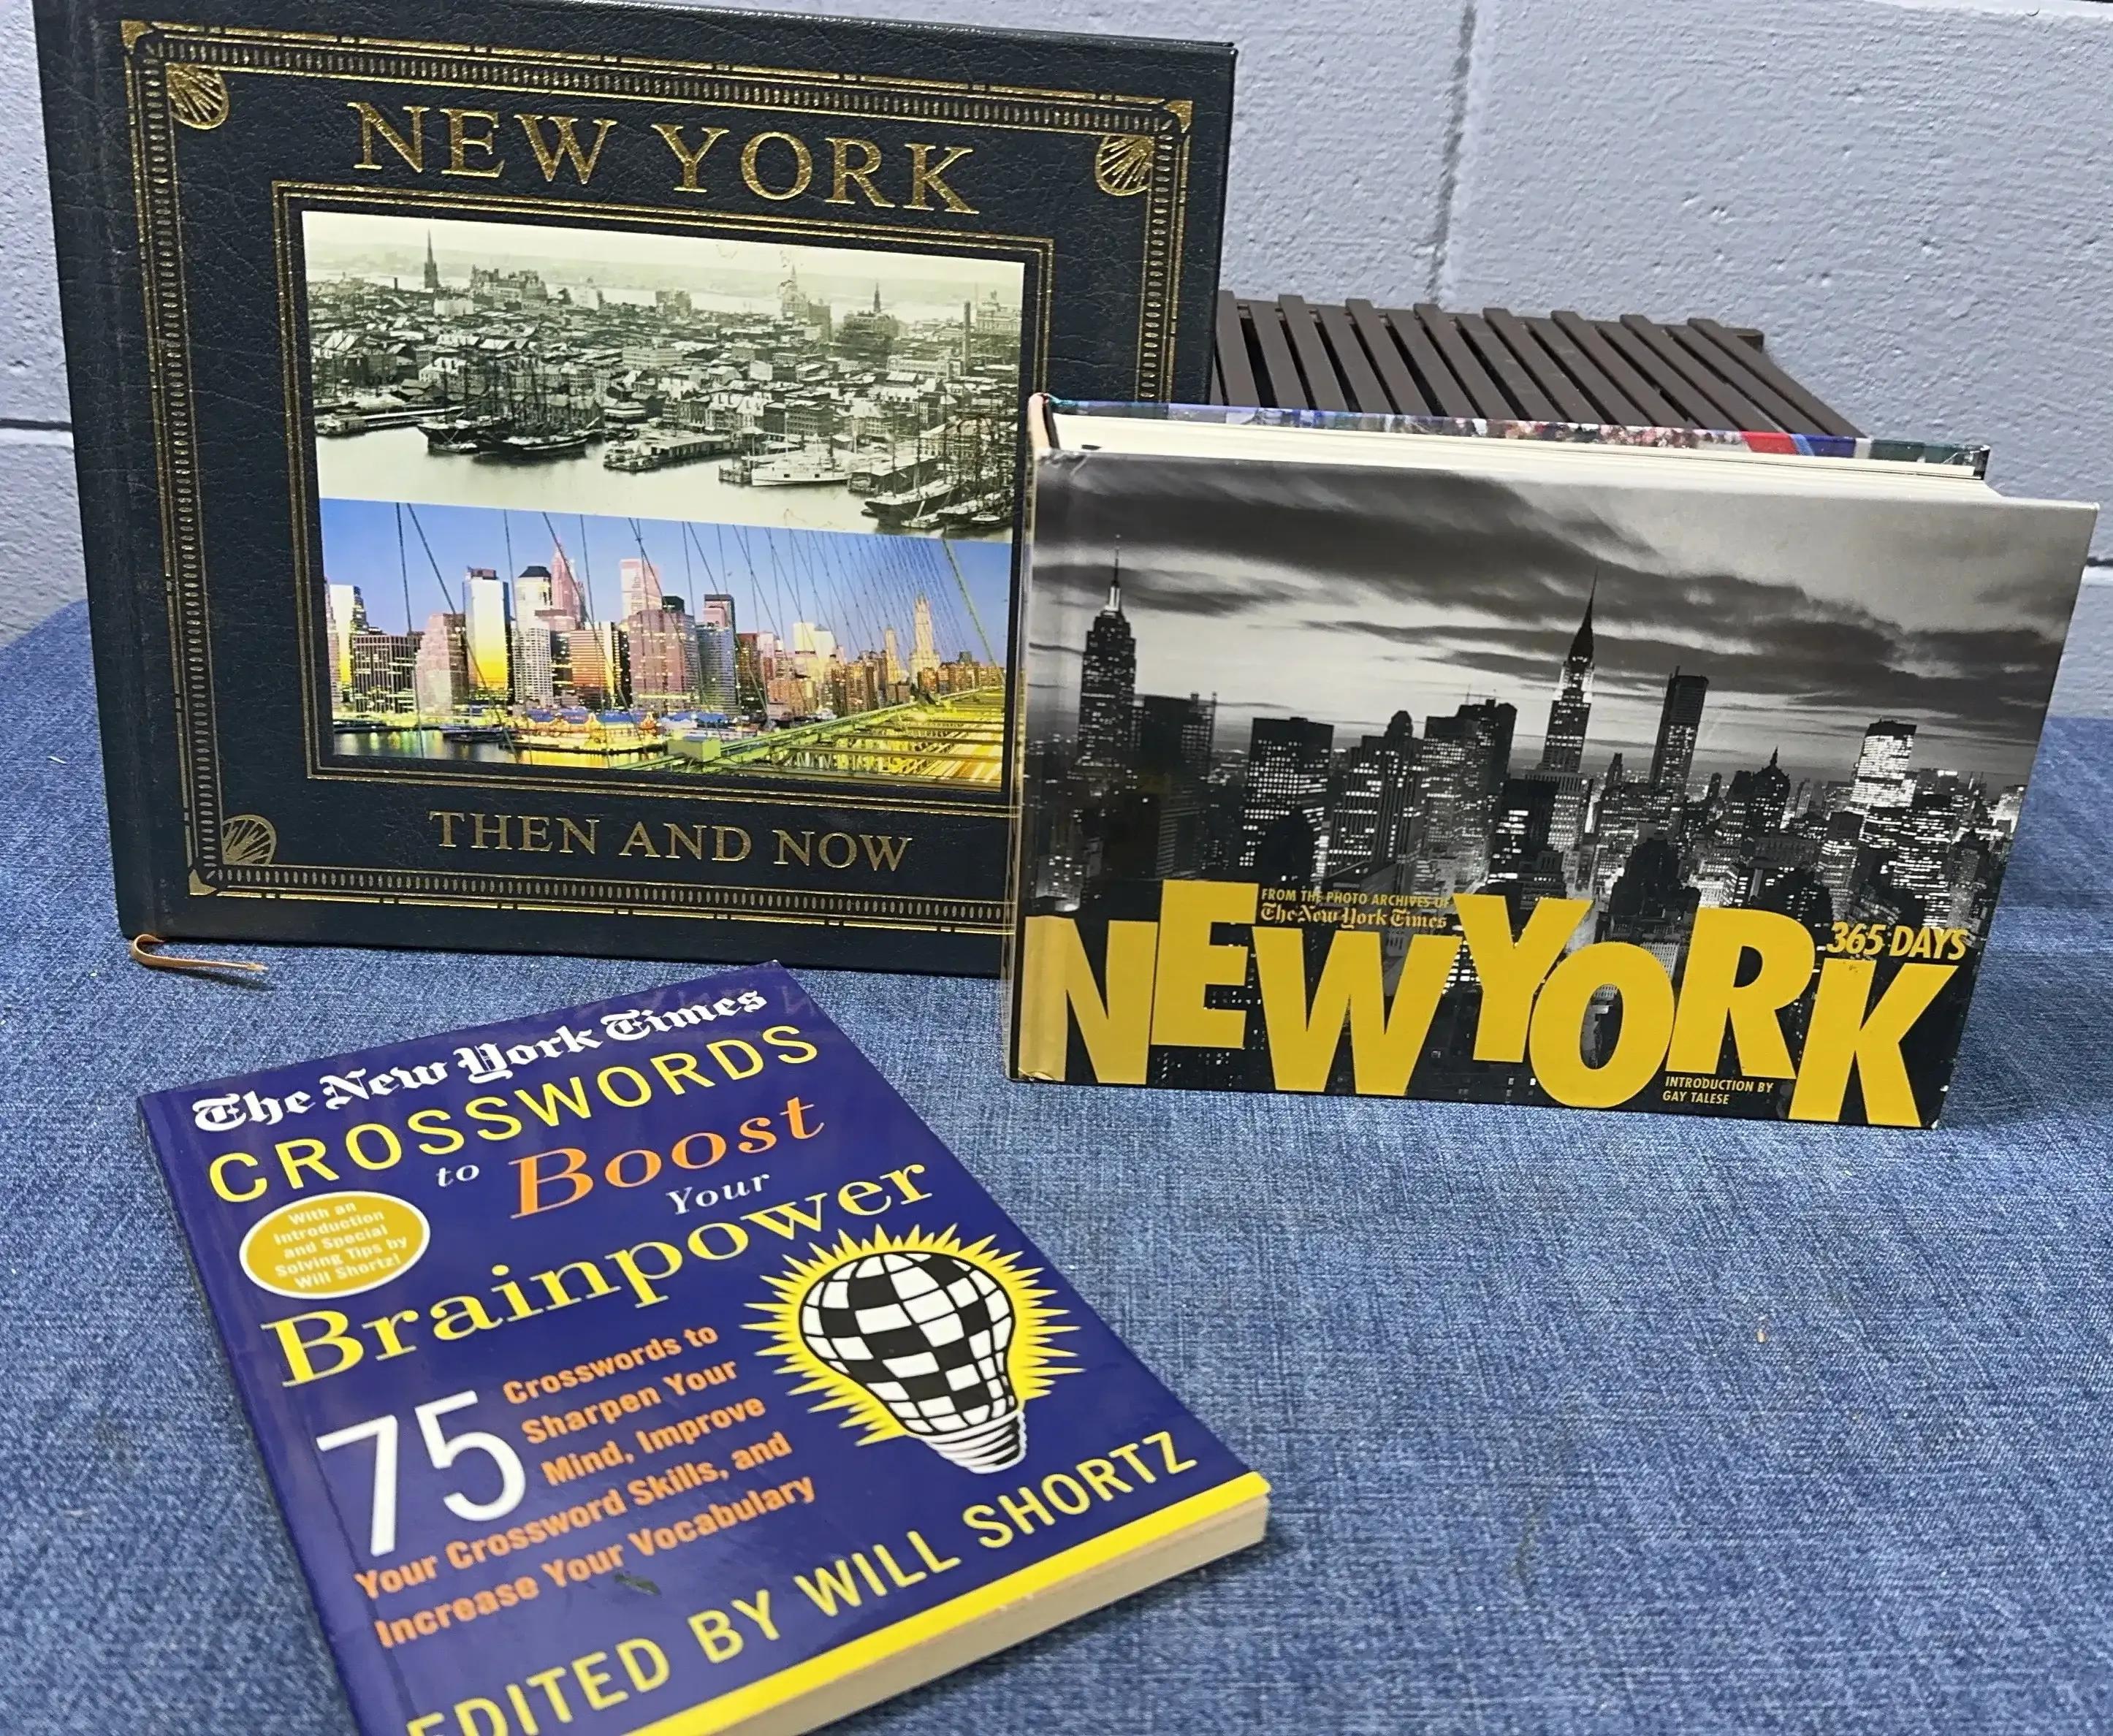 NEW YORK
THEN AND NOW
FROM THE PHOTO ARCHIVES OF
The New York Times
NEW YORK
365 DAYS
INTRODUCTION BY
GAY TALESE
The New York Times
CROSSWORDS
to Boost
Your
Brainpower
With an
Introduction
and Special
Solving Tips by
Will Shortz!
75
Crosswords to
Sharpen Your
Mind, Improve
Your Crossword Skills, and
Increase Your Vocabulary
EDITED BY WILL SHORTZ